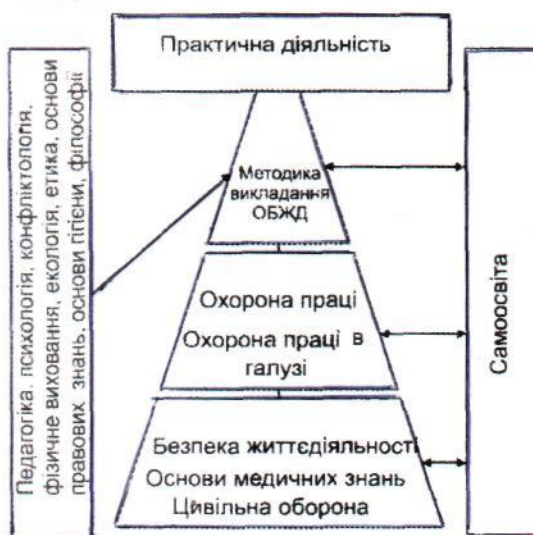 Практична діяльність
Педагогіка, психологія, конфліктологія,
фізичне виховання, екологія, етика, основи
правових знань, основи гігієни, філософії
Методика
викладання
ОБЖД
Охорона праці
Охорона праці в
галузі
Безпека життєдіяльності
Основи медичних знань
Цивільна оборона
Самоосвіта